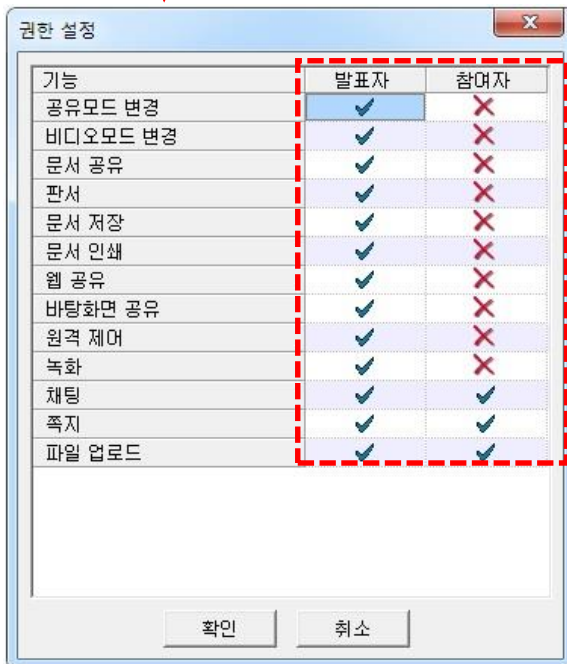 권한 설정
기능 발표자 참여자
공유모드 변경
비디오모드 변경
문서 공유
판서
문서 저장
문서 인쇄
웹 공유
바탕화면 공유
원격 제어
녹화
채팅
쪽지
파일 업로드
확인 취소